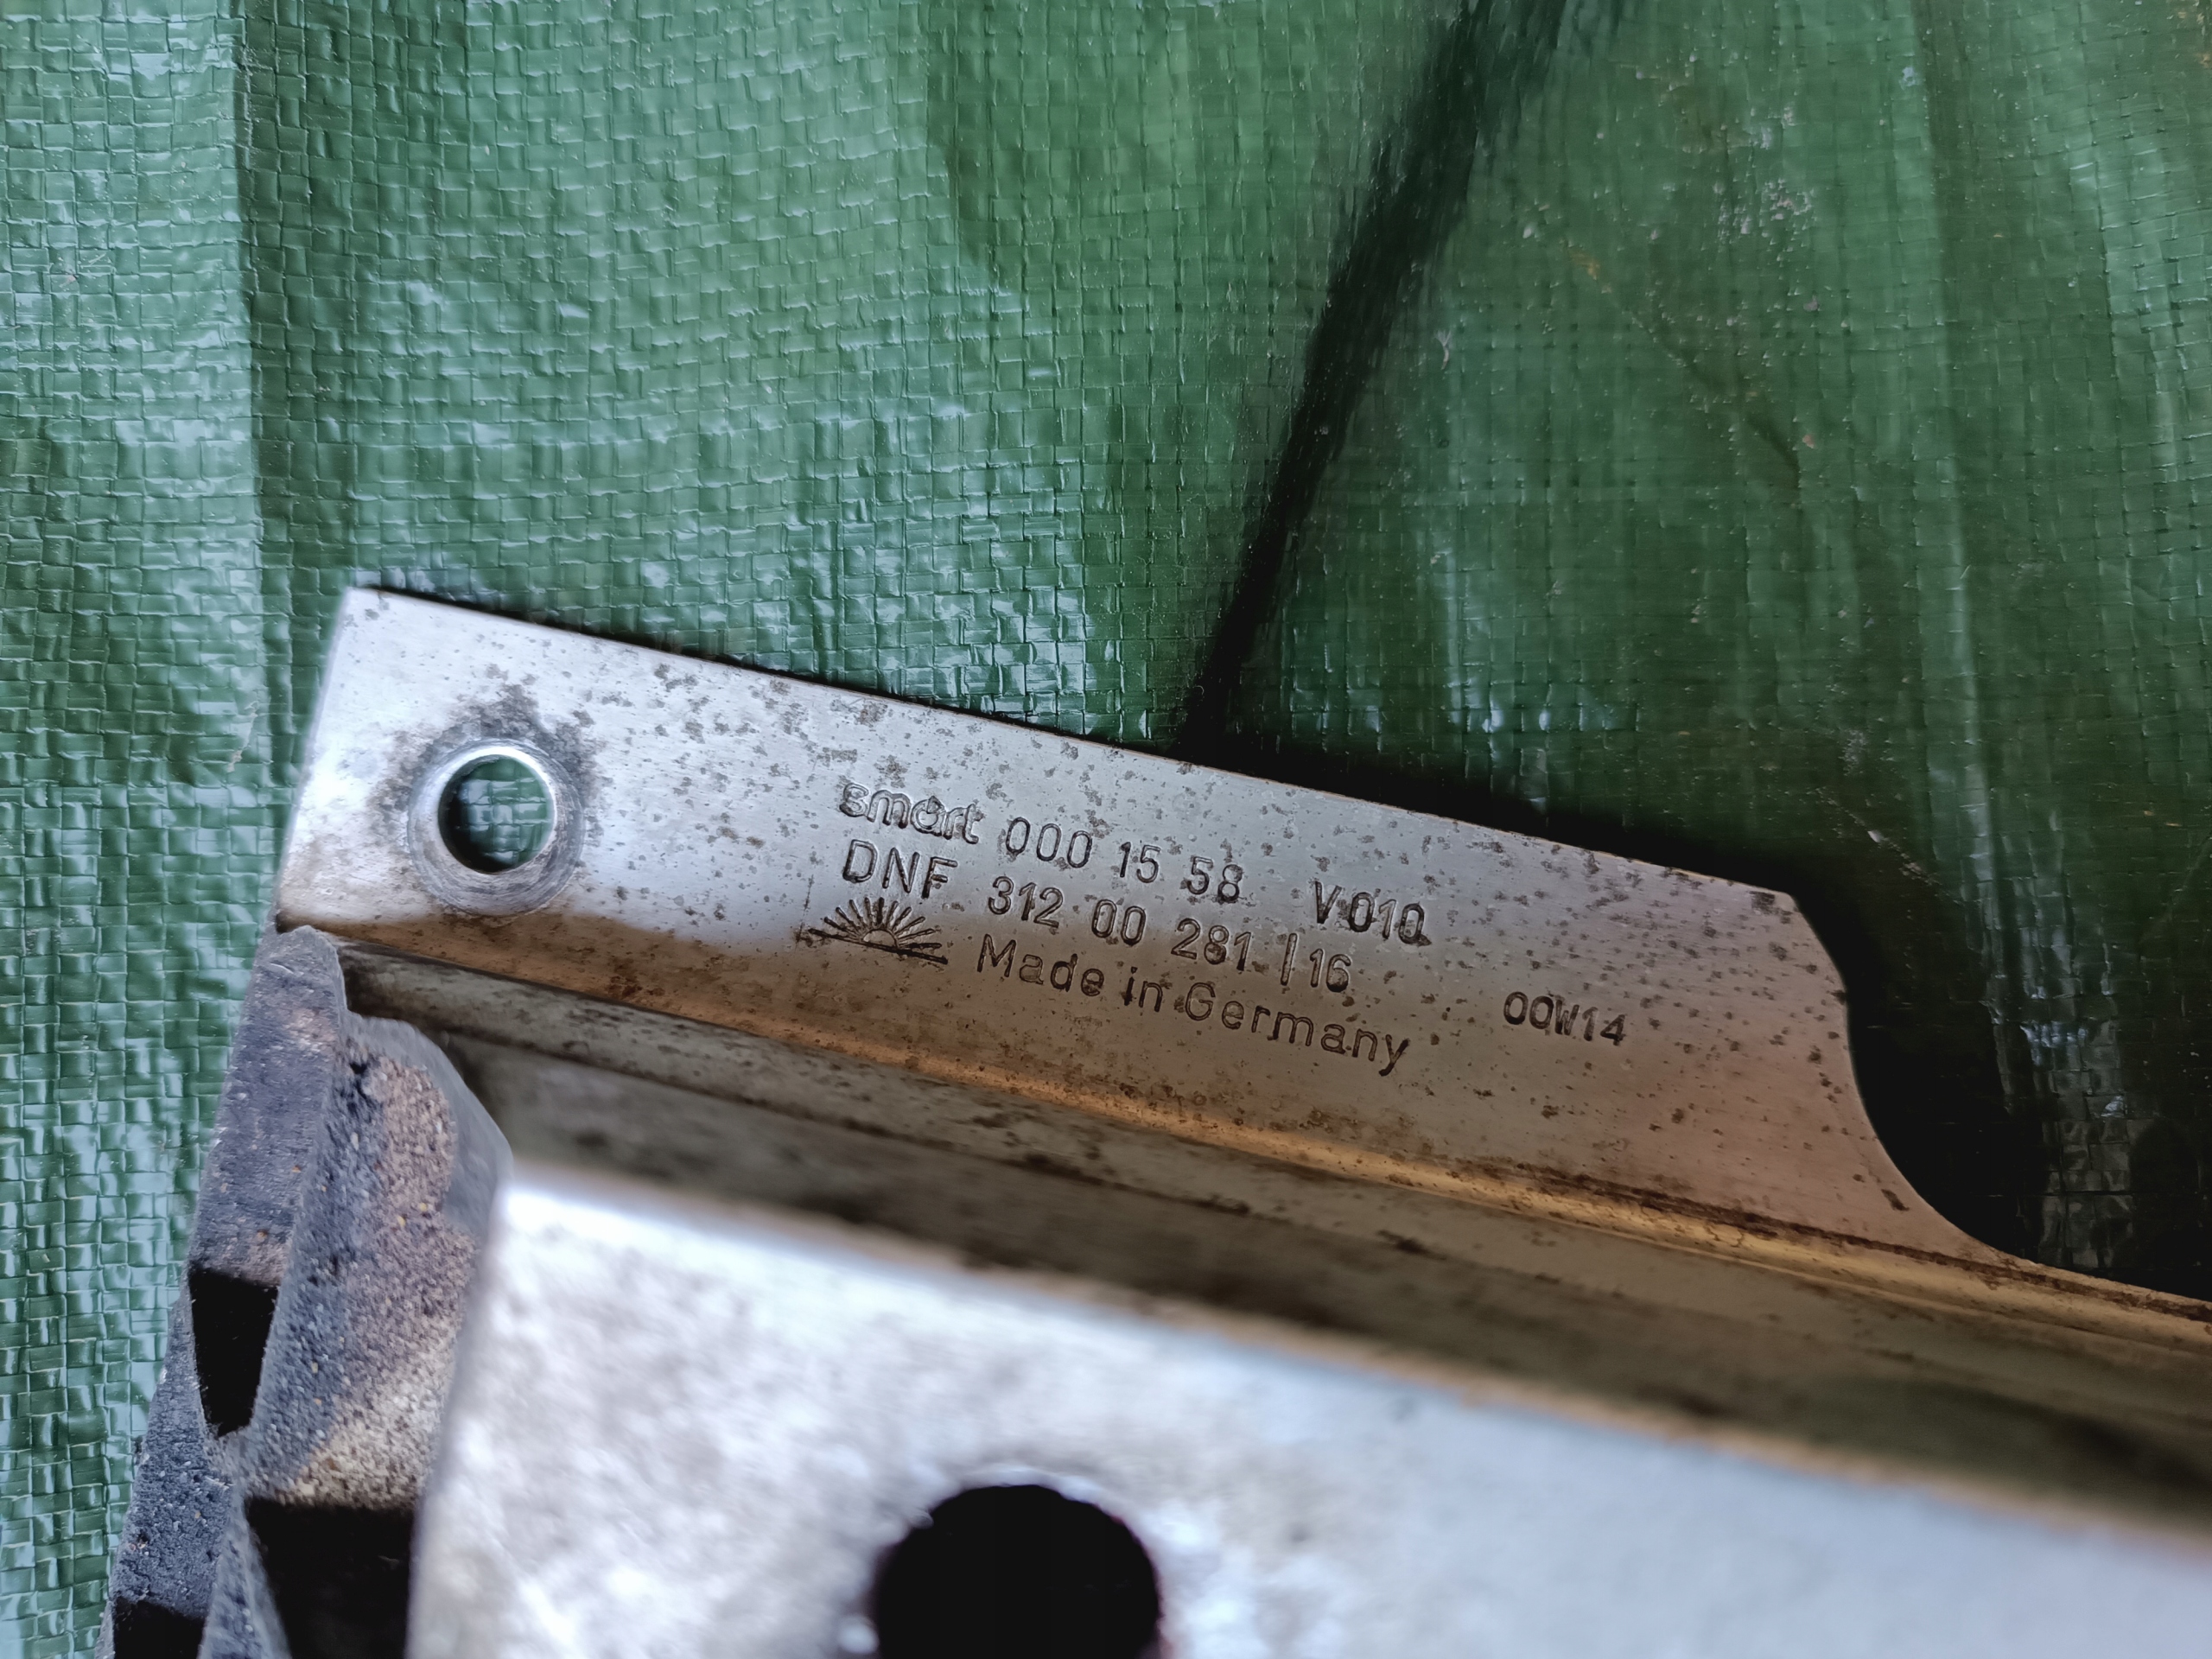 smart 000 15 58 V010
DNF 312 00 281 | 16
Made in Germany
00W14